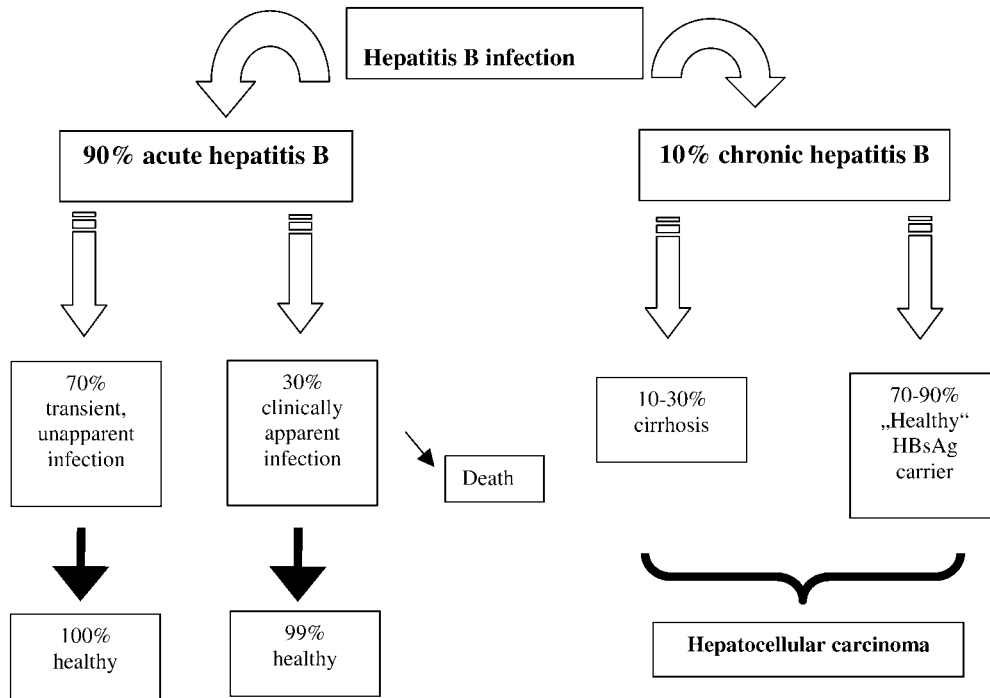 Hepatitis B infection
90% acute hepatitis B
10% chronic hepatitis B
70%
transient,
unapparent
infection
30%
clinically
apparent
infection
Death
10-30%
cirrhosis
70-90%
„Healthy“
HBsAg
carrier
100%
healthy
99%
healthy
Hepatocellular carcinoma